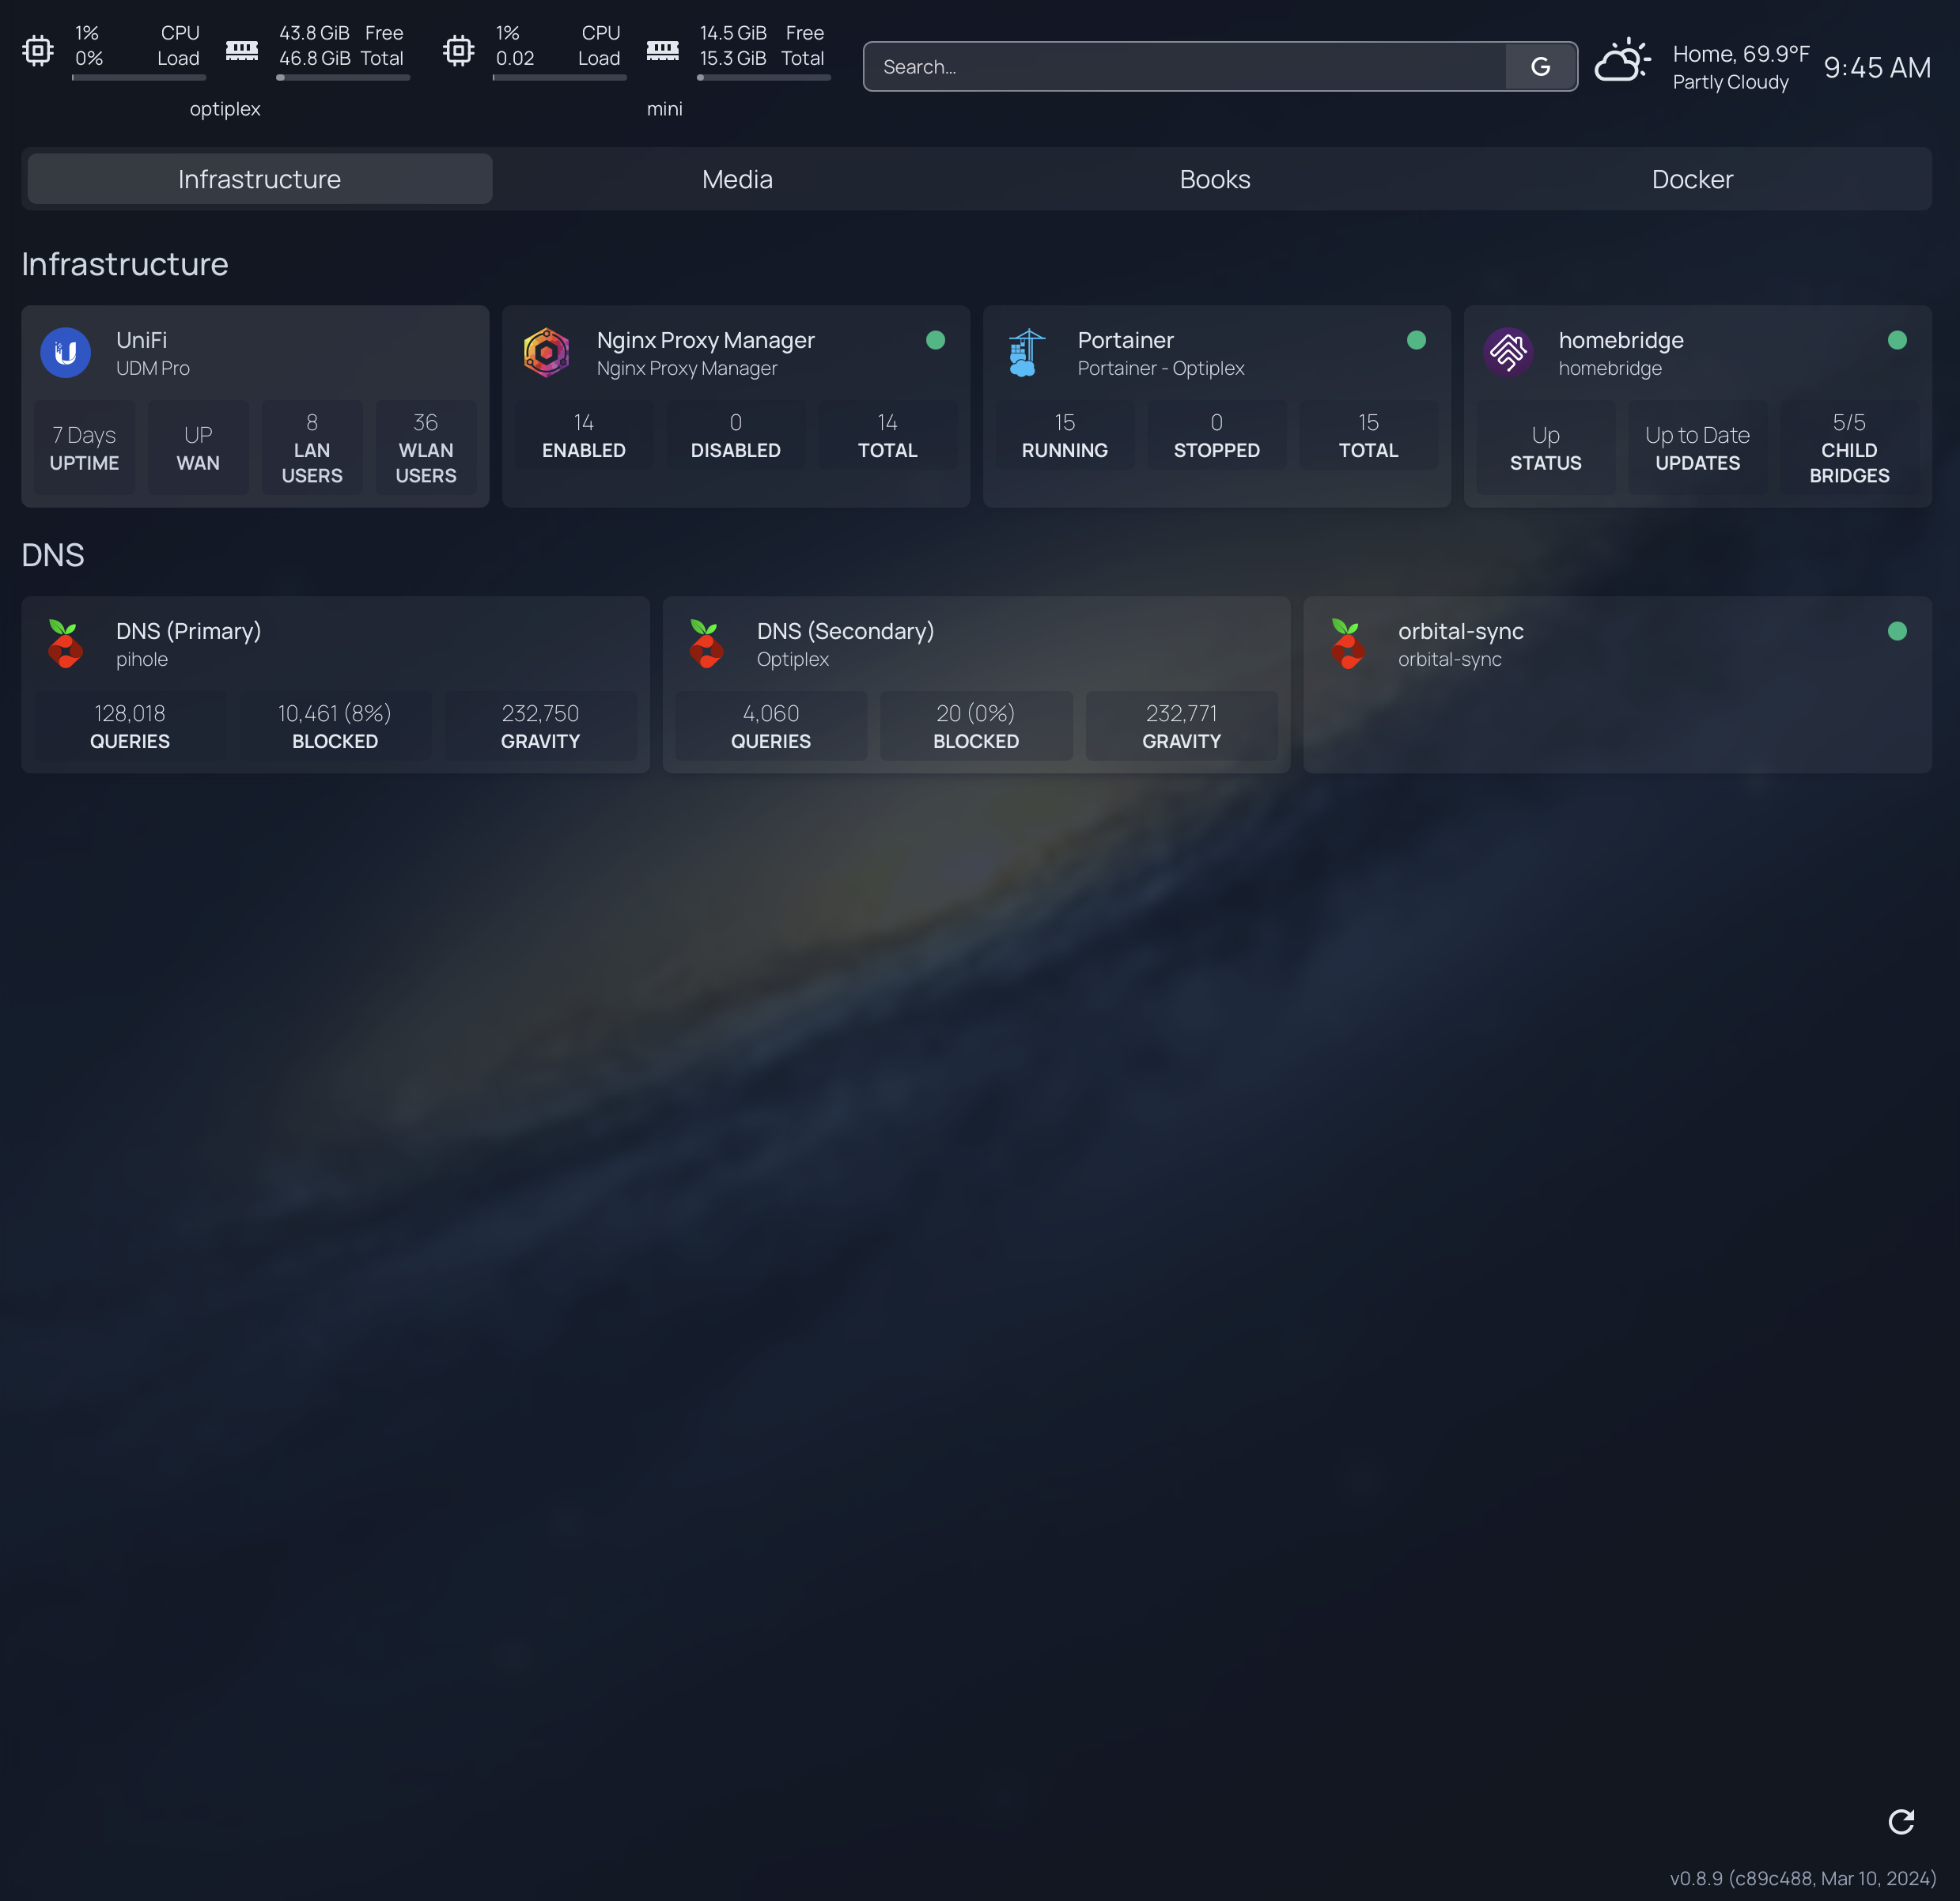 1% CPU
0% Load
43.8 GiB Free
46.8 GiB Total
optiplex
1% CPU
0.02 Load
14.5 GiB Free
15.3 GiB Total
mini
Search...
G
Home, 69.9°F
Partly Cloudy
9:45 AM
Infrastructure
Media
Books
Docker
Infrastructure
UniFi
UDM Pro
7 Days
UPTIME
UP
WAN
8
LAN
USERS
36
WLAN
USERS
Nginx Proxy Manager
Nginx Proxy Manager
14
ENABLED
0
DISABLED
14
TOTAL
Portainer
Portainer - Optiplex
15
RUNNING
0
STOPPED
15
TOTAL
homebridge
homebridge
Up
STATUS
Up to Date
UPDATES
5/5
CHILD
BRIDGES
DNS
DNS (Primary)
pihole
128,018
QUERIES
10,461 (8%)
BLOCKED
232,750
GRAVITY
DNS (Secondary)
Optiplex
4,060
QUERIES
20 (0%)
BLOCKED
232,771
GRAVITY
orbital-sync
orbital-sync
v0.8.9 (c89c488, Mar 10, 2024)